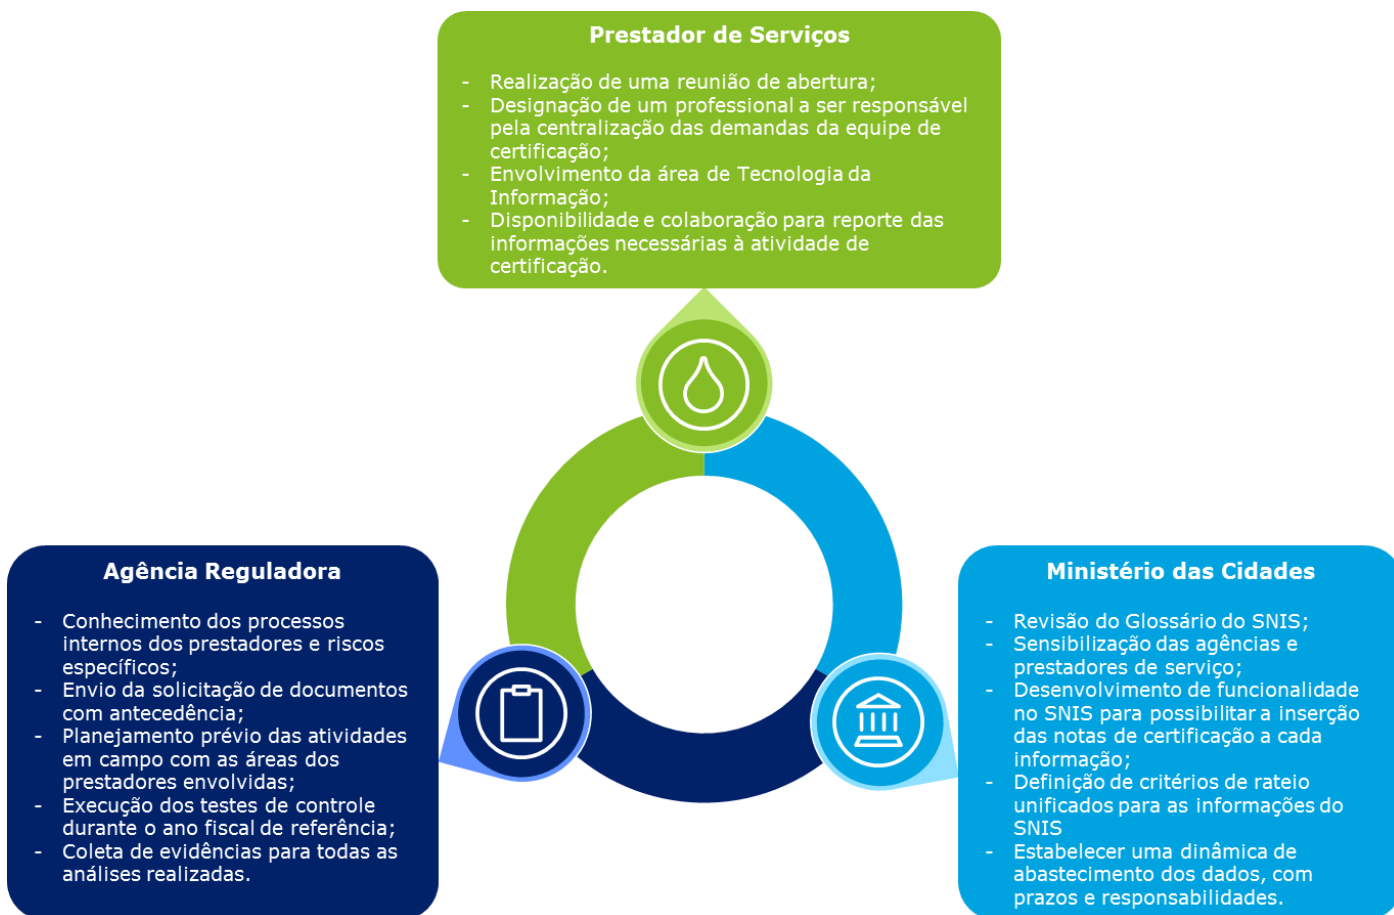 Prestador de Serviços
- Realização de uma reunião de abertura;
- Designação de um professional a ser responsável
pela centralização das demandas da equipe de
certificação;
- Envolvimento da área de Tecnologia da
Informação;
- Disponibilidade e colaboração para reporte das
informações necessárias à atividade de
certificação.
Agência Reguladora
- Conhecimento dos processos
internos dos prestadores e riscos
específicos;
- Envio da solicitação de documentos
com antecedência;
- Planejamento prévio das atividades
em campo com as áreas dos
prestadores envolvidas;
- Execução dos testes de controle
durante o ano fiscal de referência;
- Coleta de evidências para todas as
análises realizadas.
Ministério das Cidades
- Revisão do Glossário do SNIS;
- Sensibilização das agências e
prestadores de serviço;
- Desenvolvimento de funcionalidade
no SNIS para possibilitar a inserção
das notas de certificação a cada
informação;
- Definição de critérios de rateio
unificados para as informações do
SNIS
- Estabelecer uma dinâmica de
abastecimento dos dados, com
prazos e responsabilidades.